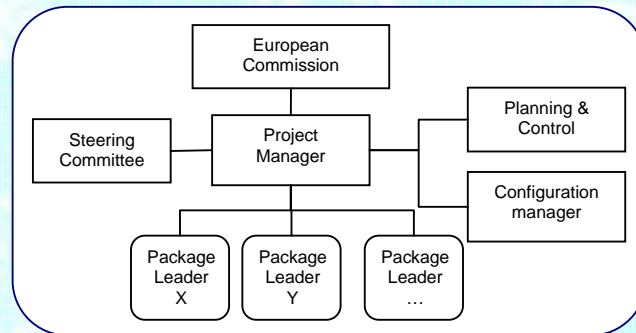 European
Commission
Steering
Committee
Project
Manager
Planning &
Control
Configuration
manager
Package
Leader
X
Package
Leader
Y
Package
Leader
…